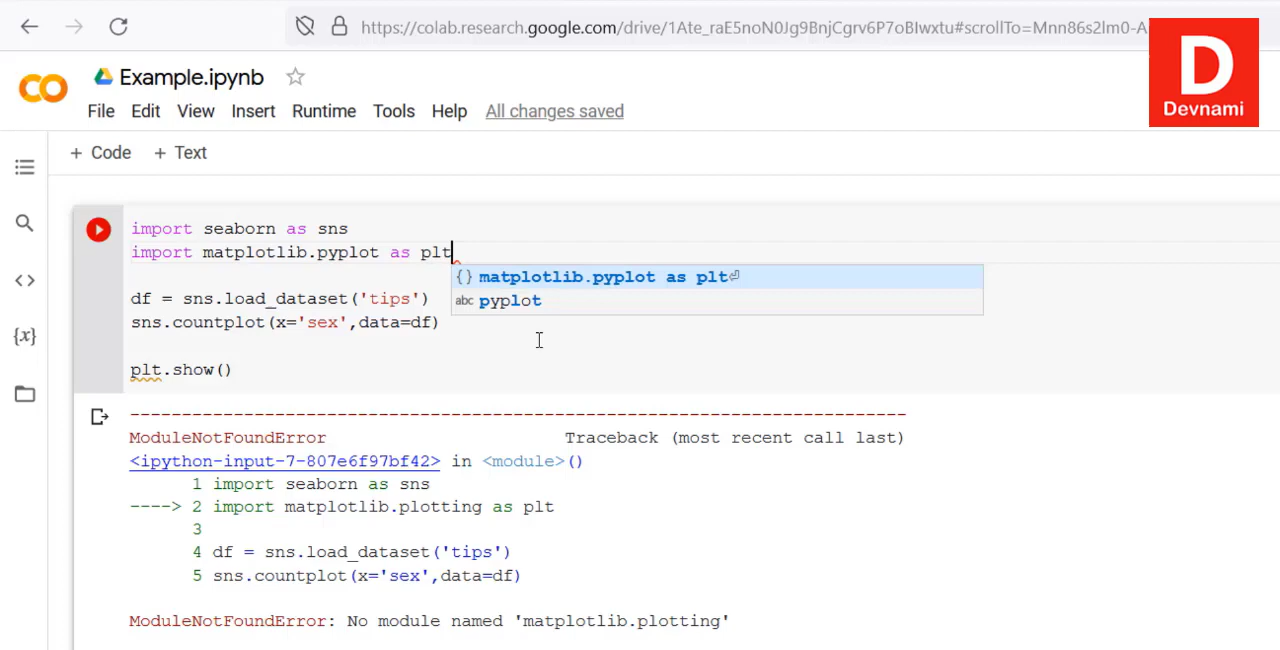 https://colab.research.google.com/drive/1Ate_raE5noN0Jg9BnjCgrv6P7oBIwxtu#scrollTo=Mnn86s2lm0-A
D
Devnami
CO
Example.ipynb
File Edit View Insert Runtime Tools Help All changes saved
+ Code + Text
import seaborn as sns
import matplotlib.pyplot as plt
{} matplotlib.pyplot as plt
abc pyplot
df = sns.load_dataset('tips')
sns.countplot(x='sex',data=df)
plt.show()
---------------------------------------------------------------------------
ModuleNotFoundError Traceback (most recent call last)
<ipython-input-7-807e6f97bf42> in <module>()
1 import seaborn as sns
----> 2 import matplotlib.plotting as plt
3
4 df = sns.load_dataset('tips')
5 sns.countplot(x='sex',data=df)
ModuleNotFoundError: No module named 'matplotlib.plotting'